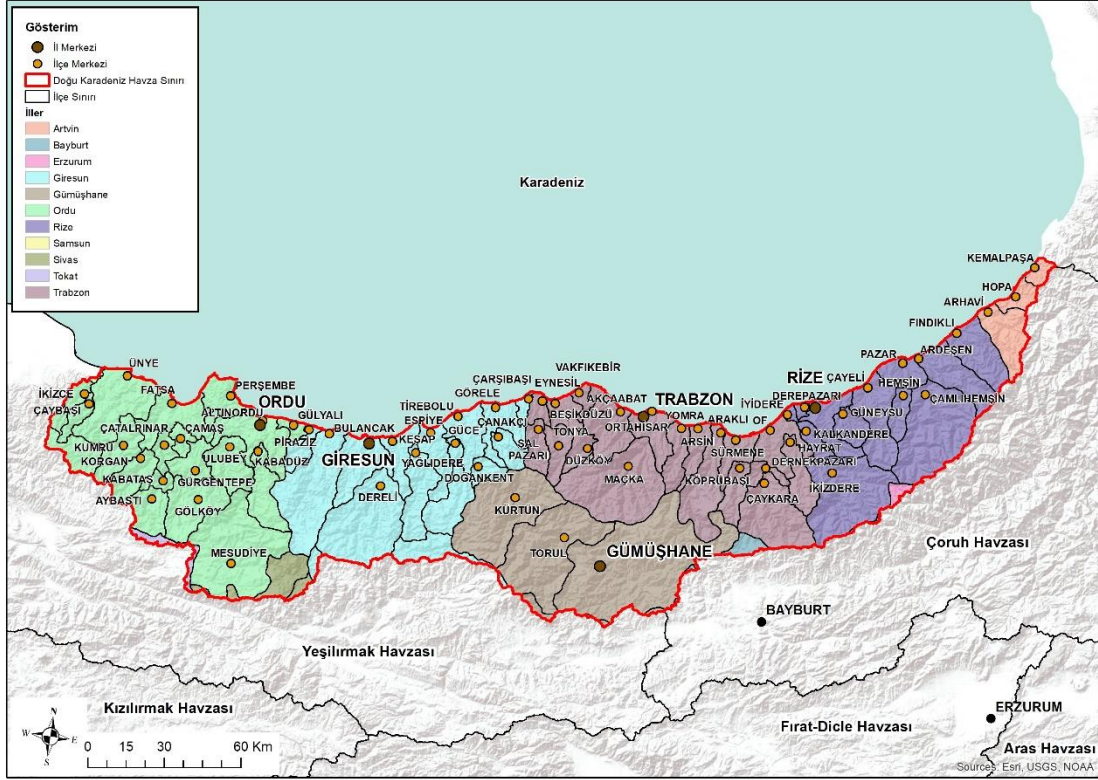 Gösterim
İl Merkezi
İlçe Merkezi
Doğu Karadeniz Havza Sınırı
İlçe Sınırı
İller
Artvin
Bayburt
Erzurum
Giresun
Gümüşhane
Ordu
Rize
Samsun
Sivas
Tokat
Trabzon
Karadeniz
KEMALPAŞA
HOPA
ARHAVİ
FINDIKLI
PAZAR
ARDEŞEN
ÇAYELİ
HEMŞİN
ÇAMLIHEMŞİN
RİZE
DEREPAZARI
İYİDERE
GÜNEYSU
KALKANDERE
HAYRAT
DERNEKPAZARI
İKİZDERE
ÜNYE
FATSA
PERŞEMBE
ORDU
ALTINORDU
İKİZCE
ÇAYBAŞI
GÜLYALI
PİRAZİZ
BULANCAK
ÇATALPINAR
ÇAMAŞ
KUMRU
KORGAN
ULUBEY
KABADÜZ
KABATAŞ
GÜRGENTEPE
AYBASTI
GÖLKÖY
MESUDİYE
GİRESUN
KEŞAP
ESPİYE
TİREBOLU
GÖRELE
ÇARŞIBAŞI
EYNESİL
VAKFIKEBİR
GÜCE
ÇANAKÇI
YAGLIDERE
DOĞANKENT
DERELİ
ŞAL
PAZARI
BEŞİKDÜZÜ
TONYA
DÜZKÖY
AKÇAABAT
TRABZON
ORTAHİSAR
YOMRA
ARSİN
ARAKLI
OF
SÜRMENE
KÖPRÜBAŞI
ÇAYKARA
MAÇKA
KÜRTÜN
TORUL
GÜMÜŞHANE
Çoruh Havzası
BAYBURT
Yeşilırmak Havzası
Kızılırmak Havzası
Fırat-Dicle Havzası
ERZURUM
Aras Havzası
N
W
E
S
0 15 30 60 Km
Sources: Esri, USGS, NOAA